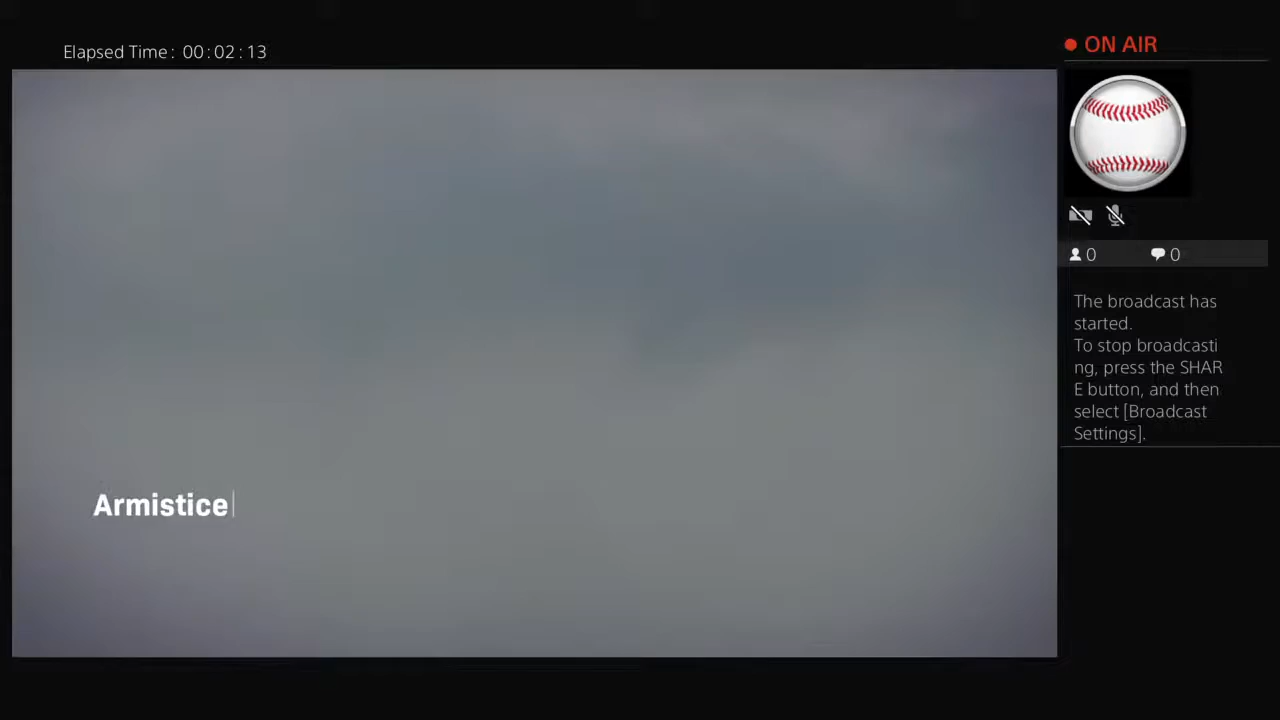 Elapsed Time: 00:02:13
ON AIR
0 0
The broadcast has
started.
To stop broadcasti
ng, press the SHAR
E button, and then
select [Broadcast
Settings].
Armistice